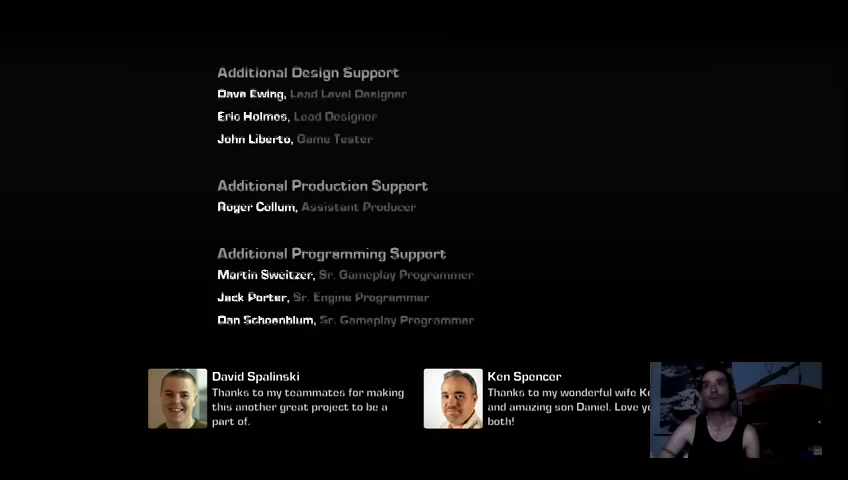 Additional Design Support
Dave Ewing, Lead Level Designer
Eric Holmes, Lead Designer
John Liberto, Game Tester
Additional Production Support
Roger Collum, Assistant Producer
Additional Programming Support
Martin Sweitzer, Sr. Gameplay Programmer
Jack Porter, Sr. Engine Programmer
Dan Schoenblum, Sr. Gameplay Programmer
David Spalinski
Thanks to my teammates for making
this another great project to be a
part of.
Ken Spencer
Thanks to my wonderful wife
and amazing son Daniel. Love
both!